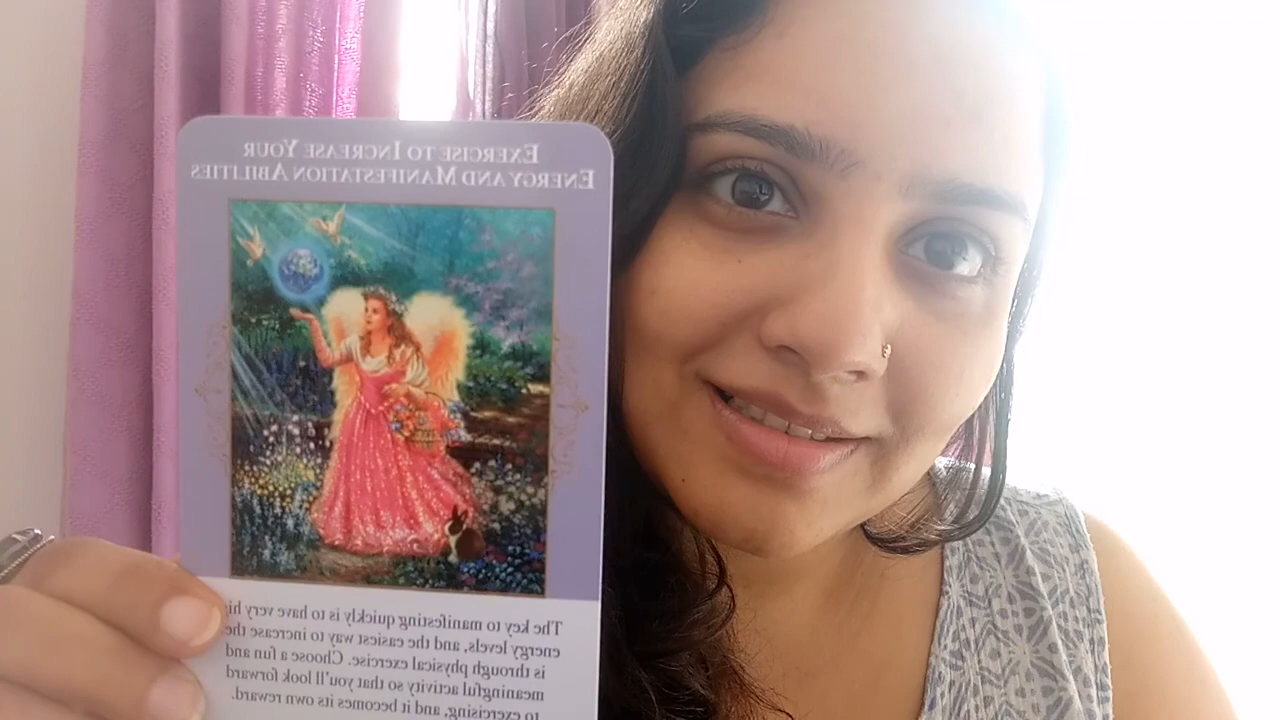 EXERCISE TO INCREASE YOUR
ENERGY AND MANIFESTATION ABILITIES
The key to manifesting quickly is to have very hi
energy levels, and the easiest way to increase the
is through physical exercise. Choose a fun and
meaningful activity so that you'll look forward
to exercising, and it becomes its own reward.